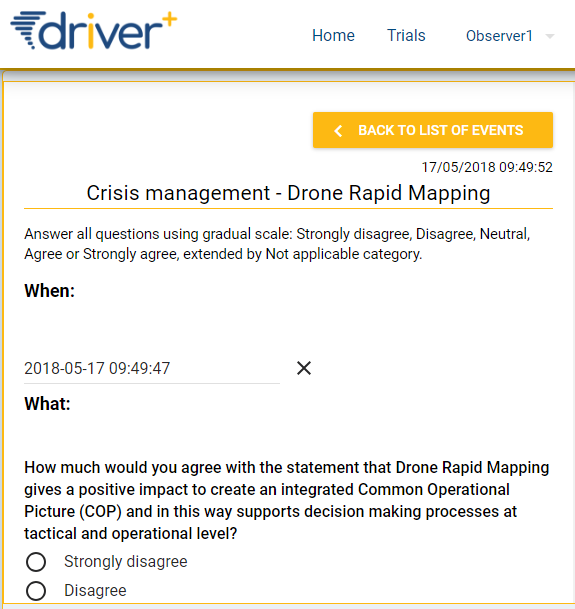 driver+
Home Trials Observer1
BACK TO LIST OF EVENTS
17/05/2018 09:49:52
Crisis management - Drone Rapid Mapping
Answer all questions using gradual scale: Strongly disagree, Disagree, Neutral,
Agree or Strongly agree, extended by Not applicable category.
When:
2018-05-17 09:49:47
What:
How much would you agree with the statement that Drone Rapid Mapping
gives a positive impact to create an integrated Common Operational
Picture (COP) and in this way supports decision making processes at
tactical and operational level?
Strongly disagree
Disagree